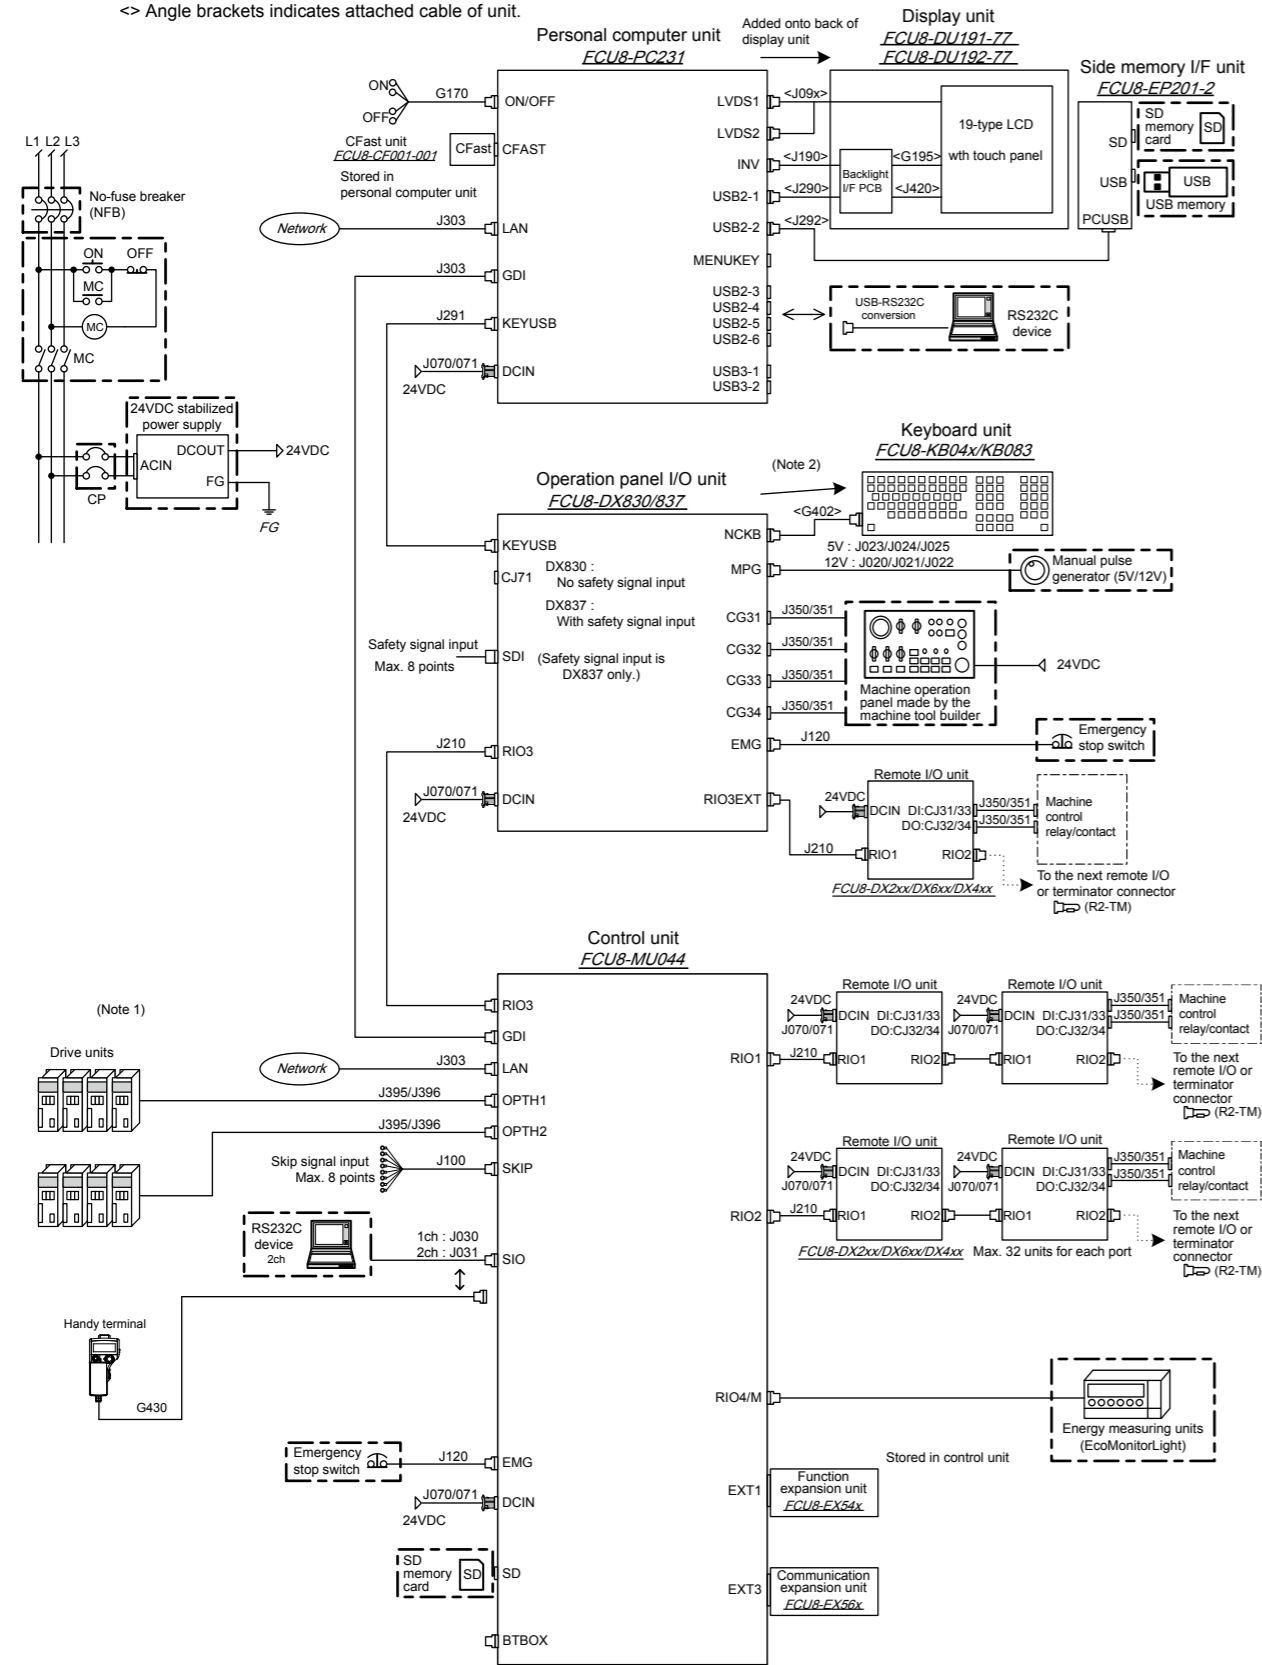 <> Angle brackets indicates attached cable of unit.
Personal computer unit
FCU8-PC231
Added onto back of
display unit
Display unit
FCU8-DU191-77
FCU8-DU192-77
Side memory I/F unit
FCU8-EP201-2
ON
OFF
G170
ON/OFF
CFast unit
FCU8-CF001-001
CFast
CFAST
Stored in
personal computer unit
Network
J303
LAN
J303
GDI
J291
KEYUSB
J070/071
24VDC
DCIN
LVDS1
LVDS2
INV
USB2-1
USB2-2
MENUKEY
USB2-3
USB2-4
USB2-5
USB2-6
USB3-1
USB3-2
<J09x>
<J190>
<J290>
<J292>
Backlight
I/F PCB
<G195>
<J420>
19-type LCD
wth touch panel
SD
USB
PCUSB
SD
memory
card
SD
USB
USB memory
USB-RS232C
conversion
RS232C
device
L1 L2 L3
No-fuse breaker
(NFB)
ON
OFF
MC
MC
MC
24VDC stabilized
power supply
DCOUT
ACIN
FG
24VDC
CP
FG
Operation panel I/O unit
FCU8-DX830/837
(Note 2)
Keyboard unit
FCU8-KB04x/KB083
KEYUSB
CJ71
DX830 :
No safety signal input
DX837 :
With safety signal input
Safety signal input
Max. 8 points
SDI
(Safety signal input is
DX837 only.)
J210
RIO3
J070/071
24VDC
DCIN
NCKB
MPG
CG31
CG32
CG33
CG34
EMG
RIO3EXT
<G402>
5V : J023/J024/J025
12V : J020/J021/J022
Manual pulse
generator (5V/12V)
J350/351
J350/351
J350/351
J350/351
Machine operation
panel made by the
machine tool builder
24VDC
J120
Emergency
stop switch
Remote I/O unit
24VDC
DCIN DI:CJ31/33
DO:CJ32/34
J350/351
J350/351
Machine
control
relay/contact
J210
RIO1
RIO2
FCU8-DX2xx/DX6xx/DX4xx
To the next remote I/O
or terminator connector
(R2-TM)
Control unit
FCU8-MU044
(Note 1)
Drive units
RIO3
GDI
Network
J303
LAN
J395/J396
OPTH1
J395/J396
OPTH2
Skip signal input
Max. 8 points
J100
SKIP
RS232C
device
2ch
1ch : J030
2ch : J031
SIO
Handy terminal
G430
Emergency
stop switch
J120
EMG
J070/071
24VDC
DCIN
SD
memory
card
SD
SD
BTBOX
RIO1
J210
Remote I/O unit
24VDC
J070/071
DCIN DI:CJ31/33
DO:CJ32/34
RIO1
RIO2
Remote I/O unit
24VDC
J070/071
DCIN DI:CJ31/33
DO:CJ32/34
RIO1
RIO2
J350/351
J350/351
Machine
control
relay/contact
To the next
remote I/O or
terminator
connector
(R2-TM)
RIO2
J210
Remote I/O unit
24VDC
J070/071
DCIN DI:CJ31/33
DO:CJ32/34
RIO1
RIO2
Remote I/O unit
24VDC
J070/071
DCIN DI:CJ31/33
DO:CJ32/34
RIO1
RIO2
J350/351
J350/351
Machine
control
relay/contact
To the next
remote I/O or
terminator
connector
(R2-TM)
FCU8-DX2xx/DX6xx/DX4xx Max. 32 units for each port
RIO4/M
Energy measuring units
(EcoMonitorLight)
Stored in control unit
EXT1
Function
expansion unit
FCU8-EX54x
EXT3
Communication
expansion unit
FCU8-EX56x